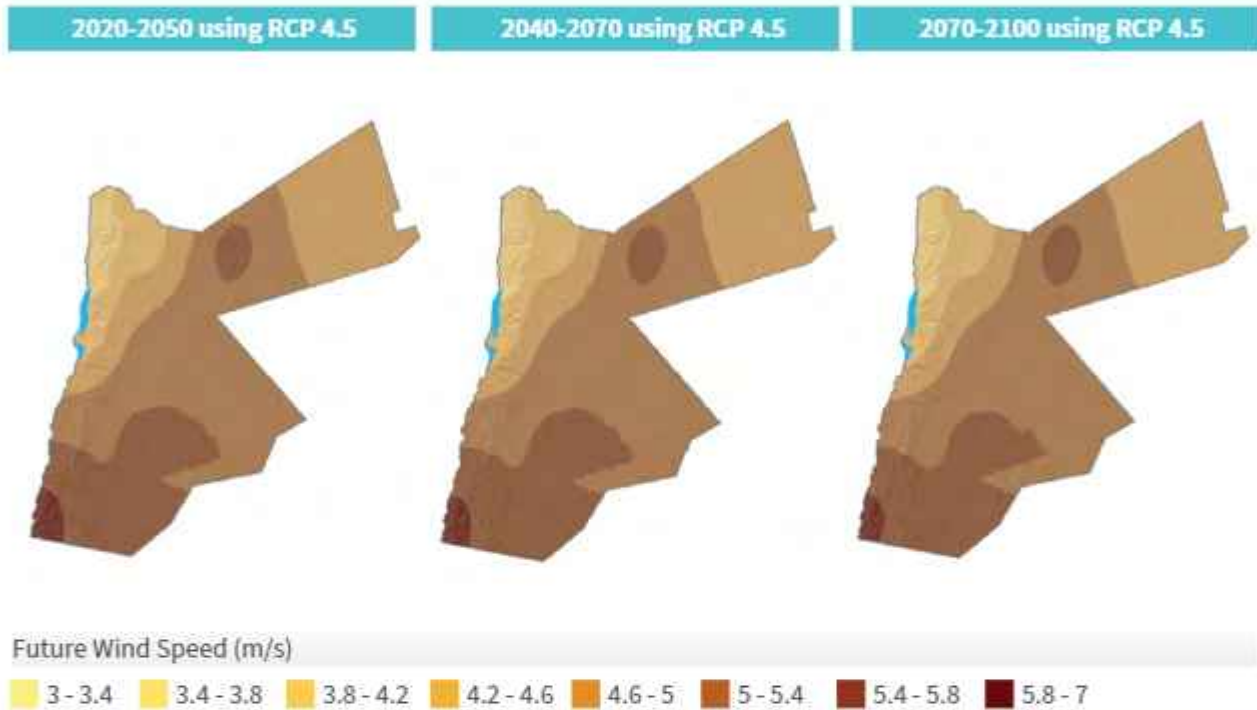 2020-2050 using RCP 4.5
2040-2070 using RCP 4.5
2070-2100 using RCP 4.5
Future Wind Speed (m/s)
3 - 3.4
3.4 - 3.8
3.8 - 4.2
4.2 - 4.6
4.6 - 5
5 - 5.4
5.4 - 5.8
5.8 - 7